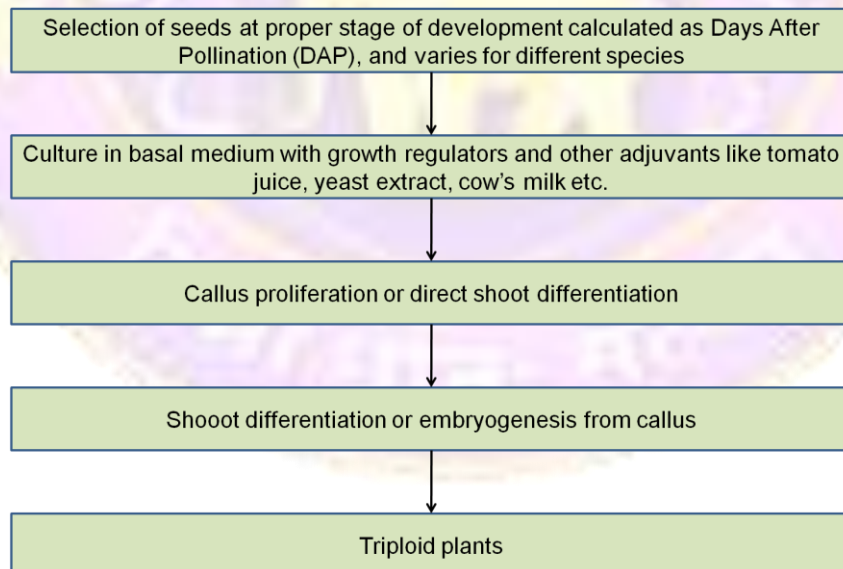 Selection of seeds at proper stage of development calculated as Days After
Pollination (DAP), and varies for different species
Culture in basal medium with growth regulators and other adjuvants like tomato
juice, yeast extract, cow's milk etc.
Callus proliferation or direct shoot differentiation
Shooot differentiation or embryogenesis from callus
Triploid plants